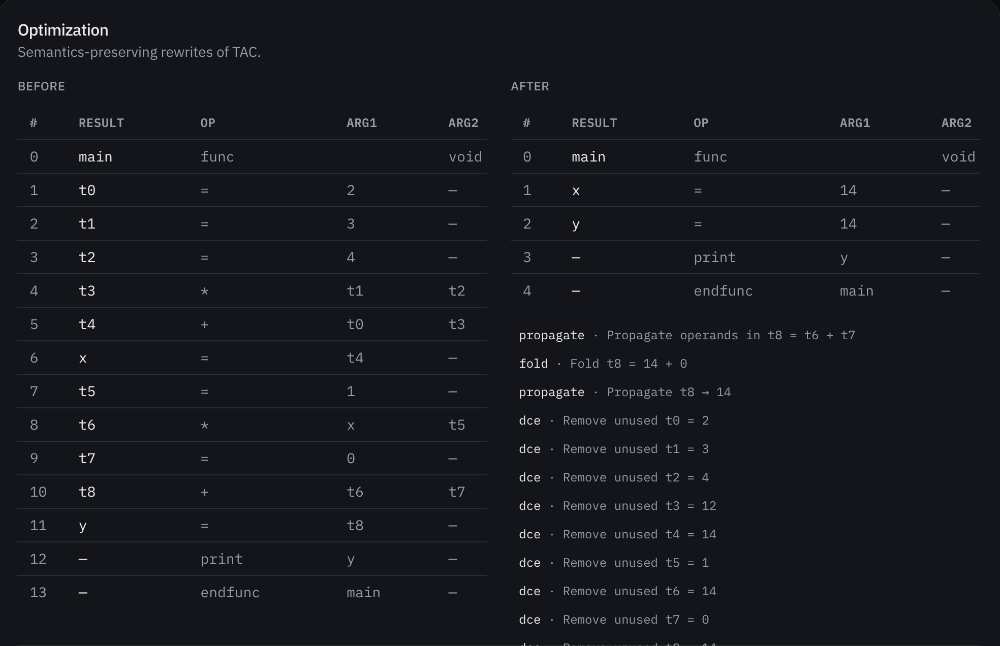 Optimization
Semantics-preserving rewrites of TAC.
BEFORE
# RESULT OP ARG1 ARG2
0 main func void
1 t0 = 2 —
2 t1 = 3 —
3 t2 = 4 —
4 t3 * t1 t2
5 t4 + t0 t3
6 x = t4 —
7 t5 = 1 —
8 t6 * x t5
9 t7 = 0 —
10 t8 + t6 t7
11 y = t8 —
12 — print y —
13 — endfunc main —
AFTER
# RESULT OP ARG1 ARG2
0 main func void
1 x = 14 —
2 y = 14 —
3 — print y —
4 — endfunc main —
propagate · Propagate operands in t8 = t6 + t7
fold · Fold t8 = 14 + 0
propagate · Propagate t8 → 14
dce · Remove unused t0 = 2
dce · Remove unused t1 = 3
dce · Remove unused t2 = 4
dce · Remove unused t3 = 12
dce · Remove unused t4 = 14
dce · Remove unused t5 = 1
dce · Remove unused t6 = 14
dce · Remove unused t7 = 0